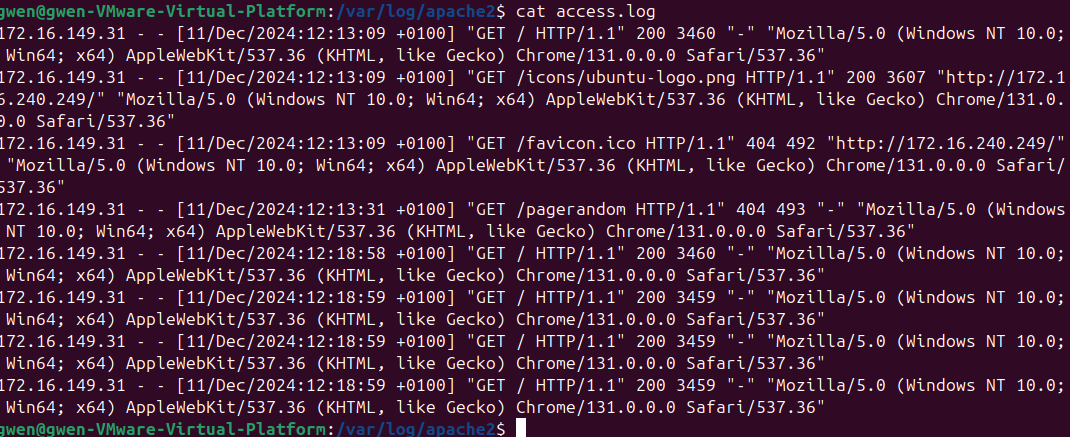 gwen@gwen-VMware-Virtual-Platform:/var/log/apache2$ cat access.log
172.16.149.31 - - [11/Dec/2024:12:13:09 +0100] "GET / HTTP/1.1" 200 3460 "-" "Mozilla/5.0 (Windows NT 10.0;
Win64; x64) AppleWebKit/537.36 (KHTML, like Gecko) Chrome/131.0.0.0 Safari/537.36"
172.16.149.31 - - [11/Dec/2024:12:13:09 +0100] "GET /icons/ubuntu-logo.png HTTP/1.1" 200 3607 "http://172.1
6.240.249/" "Mozilla/5.0 (Windows NT 10.0; Win64; x64) AppleWebKit/537.36 (KHTML, like Gecko) Chrome/131.0.
0.0 Safari/537.36"
172.16.149.31 - - [11/Dec/2024:12:13:09 +0100] "GET /favicon.ico HTTP/1.1" 404 492 "http://172.16.240.249/"
"Mozilla/5.0 (Windows NT 10.0; Win64; x64) AppleWebKit/537.36 (KHTML, like Gecko) Chrome/131.0.0.0 Safari/
537.36"
172.16.149.31 - - [11/Dec/2024:12:13:31 +0100] "GET /pagerandom HTTP/1.1" 404 493 "-" "Mozilla/5.0 (Windows
NT 10.0; Win64; x64) AppleWebKit/537.36 (KHTML, like Gecko) Chrome/131.0.0.0 Safari/537.36"
172.16.149.31 - - [11/Dec/2024:12:18:58 +0100] "GET / HTTP/1.1" 200 3460 "-" "Mozilla/5.0 (Windows NT 10.0;
Win64; x64) AppleWebKit/537.36 (KHTML, like Gecko) Chrome/131.0.0.0 Safari/537.36"
172.16.149.31 - - [11/Dec/2024:12:18:59 +0100] "GET / HTTP/1.1" 200 3459 "-" "Mozilla/5.0 (Windows NT 10.0;
Win64; x64) AppleWebKit/537.36 (KHTML, like Gecko) Chrome/131.0.0.0 Safari/537.36"
172.16.149.31 - - [11/Dec/2024:12:18:59 +0100] "GET / HTTP/1.1" 200 3459 "-" "Mozilla/5.0 (Windows NT 10.0;
Win64; x64) AppleWebKit/537.36 (KHTML, like Gecko) Chrome/131.0.0.0 Safari/537.36"
172.16.149.31 - - [11/Dec/2024:12:18:59 +0100] "GET / HTTP/1.1" 200 3459 "-" "Mozilla/5.0 (Windows NT 10.0;
Win64; x64) AppleWebKit/537.36 (KHTML, like Gecko) Chrome/131.0.0.0 Safari/537.36"
gwen@gwen-VMware-Virtual-Platform:/var/log/apache2$